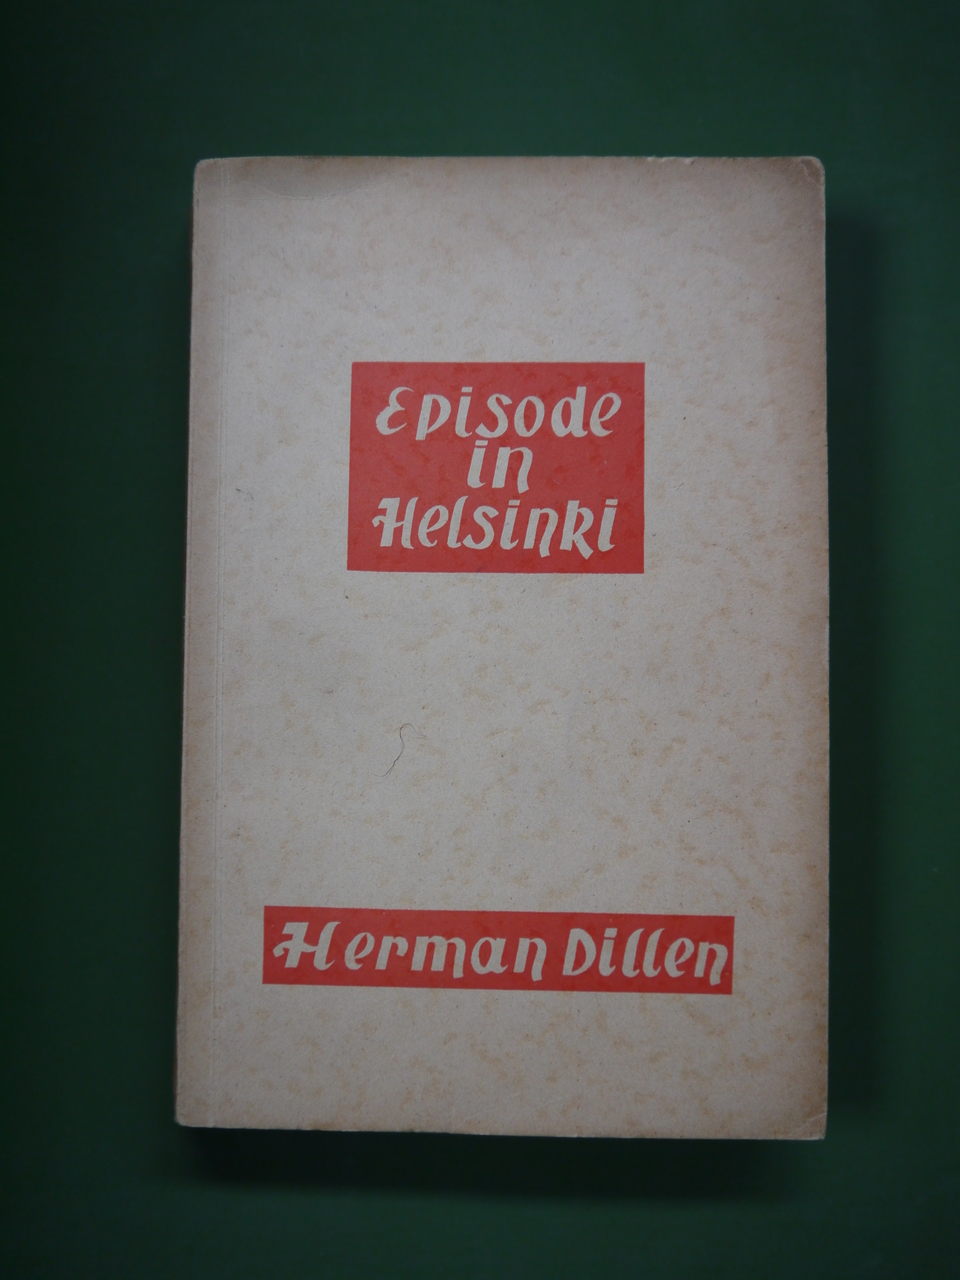 Episode
in
Helsinki
Herman Dillen